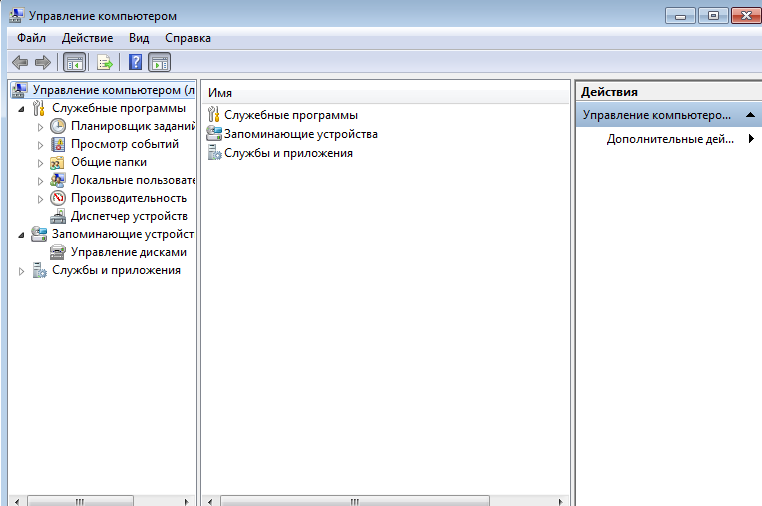 Управление компьютером
Файл Действие Вид Справка
Управление компьютером (л
Служебные программы
Планировщик заданий
Просмотр событий
Общие папки
Локальные пользовате
Производительность
Диспетчер устройств
Запоминающие устройст
Управление дисками
Службы и приложения
Имя
Служебные программы
Запоминающие устройства
Службы и приложения
Действия
Управление компьютеро...
Дополнительные дей...